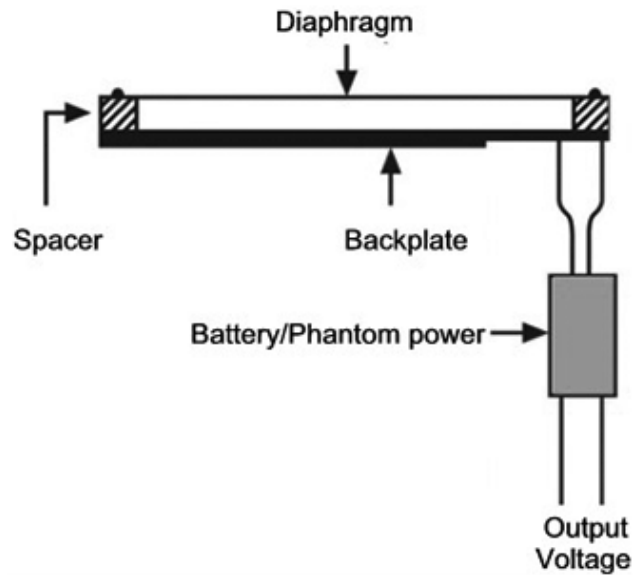 Diaphragm
Spacer
Backplate
Battery/Phantom power
Output
Voltage